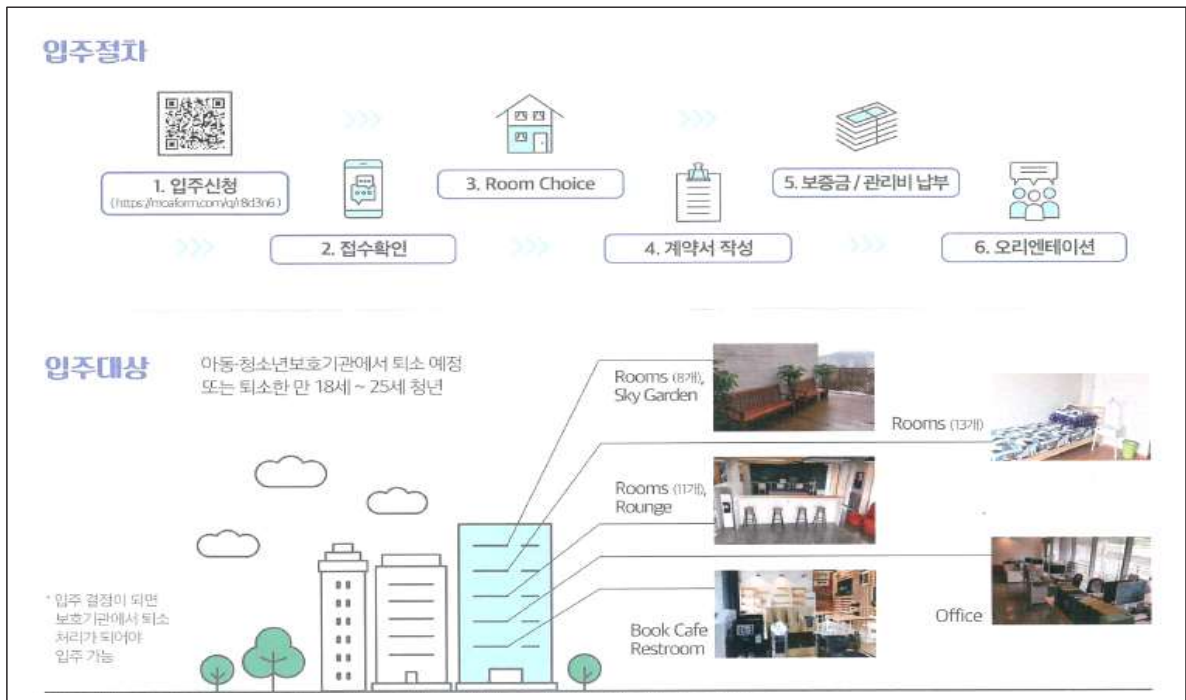 입주절차
1. 입주신청
(https://moaform.com/q/r8d3n6)
2. 접수확인
3. Room Choice
4. 계약서 작성
5. 보증금 / 관리비 납부
6. 오리엔테이션
입주대상
아동·청소년보호기관에서 퇴소 예정
또는 퇴소한 만 18세 ~ 25세 청년
Rooms (8개),
Sky Garden
Rooms (13개)
Rooms (11개),
Rounge
Office
Book Cafe
Restroom
* 입주 결정이 되면
보호기관에서 퇴소
처리가 되어야
입주 가능